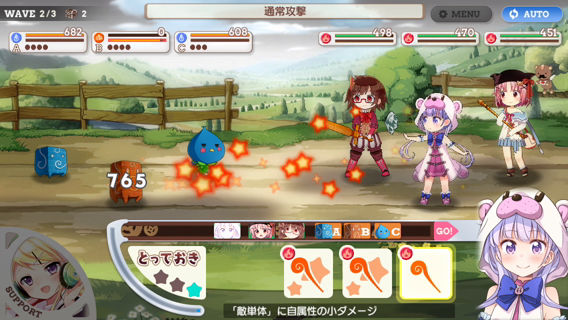 WAVE 2/3 2
通常攻撃
MENU
AUTO
682
A
0
B
608
C
498
470
451
765
A B C GO!
とっておき
SUPPORT
「敵単体」に自属性の小ダメージ